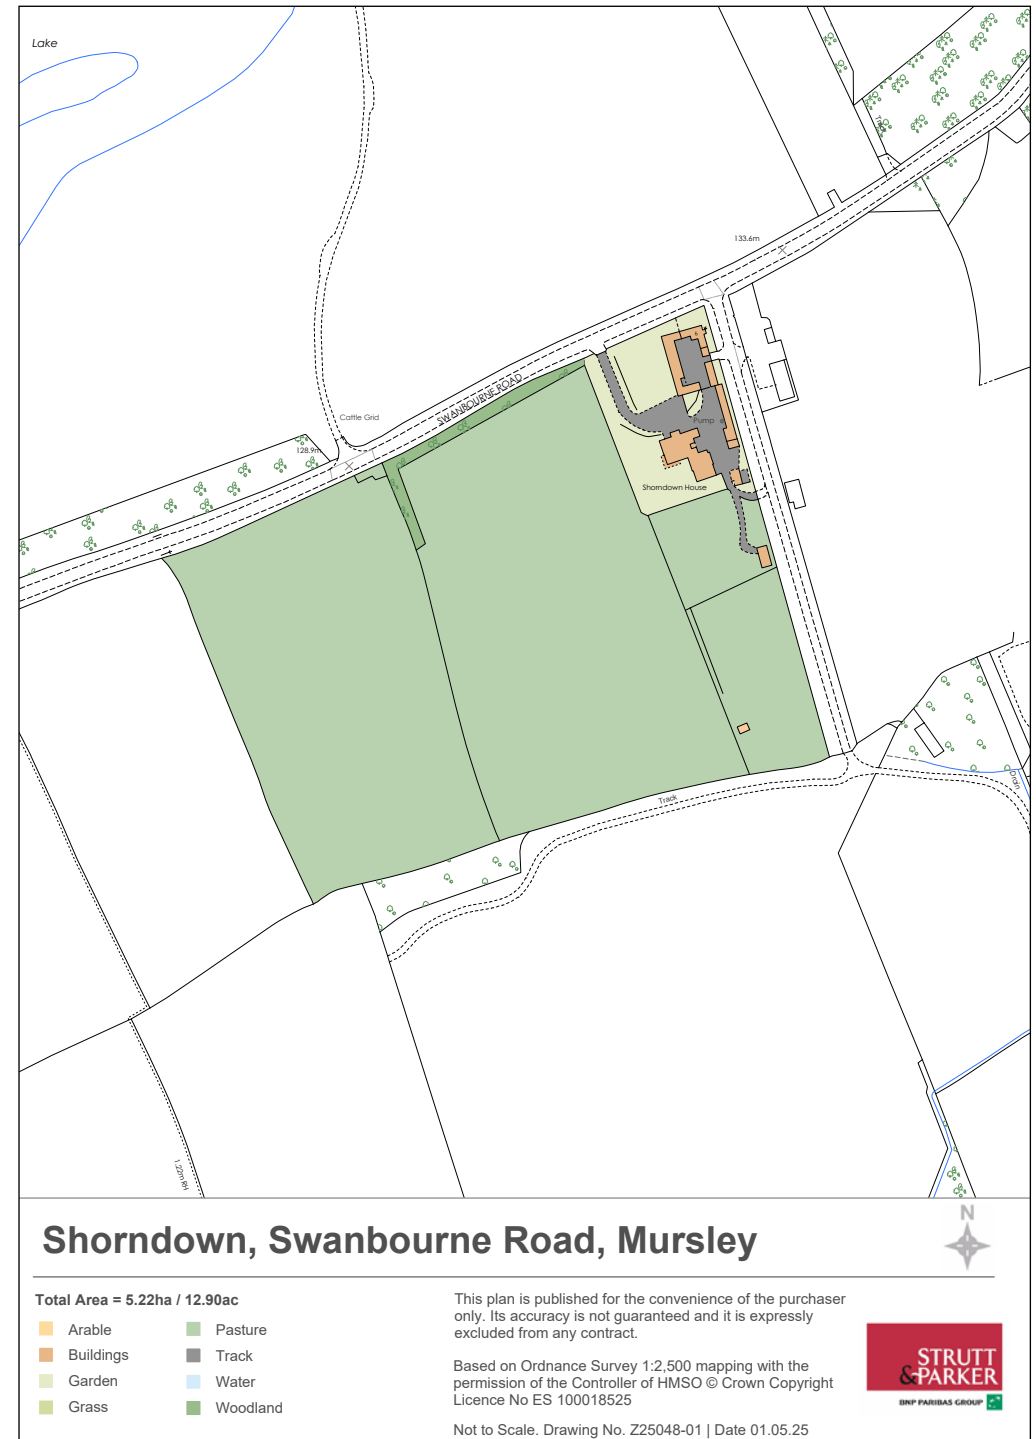 Lake
Track
133.6m
SWANBOURNE ROAD
Cattle Grid
128.9m
Pump
Shorndown House
Track
Drain
1.22m RH
Shorndown, Swanbourne Road, Mursley
N
Total Area = 5.22ha / 12.90ac
Arable
Buildings
Garden
Grass
Pasture
Track
Water
Woodland
This plan is published for the convenience of the purchaser
only. Its accuracy is not guaranteed and it is expressly
excluded from any contract.
Based on Ordnance Survey 1:2,500 mapping with the
permission of the Controller of HMSO © Crown Copyright
Licence No ES 100018525
Not to Scale. Drawing No. Z25048-01 | Date 01.05.25
STRUTT
&PARKER
BNP PARIBAS GROUP